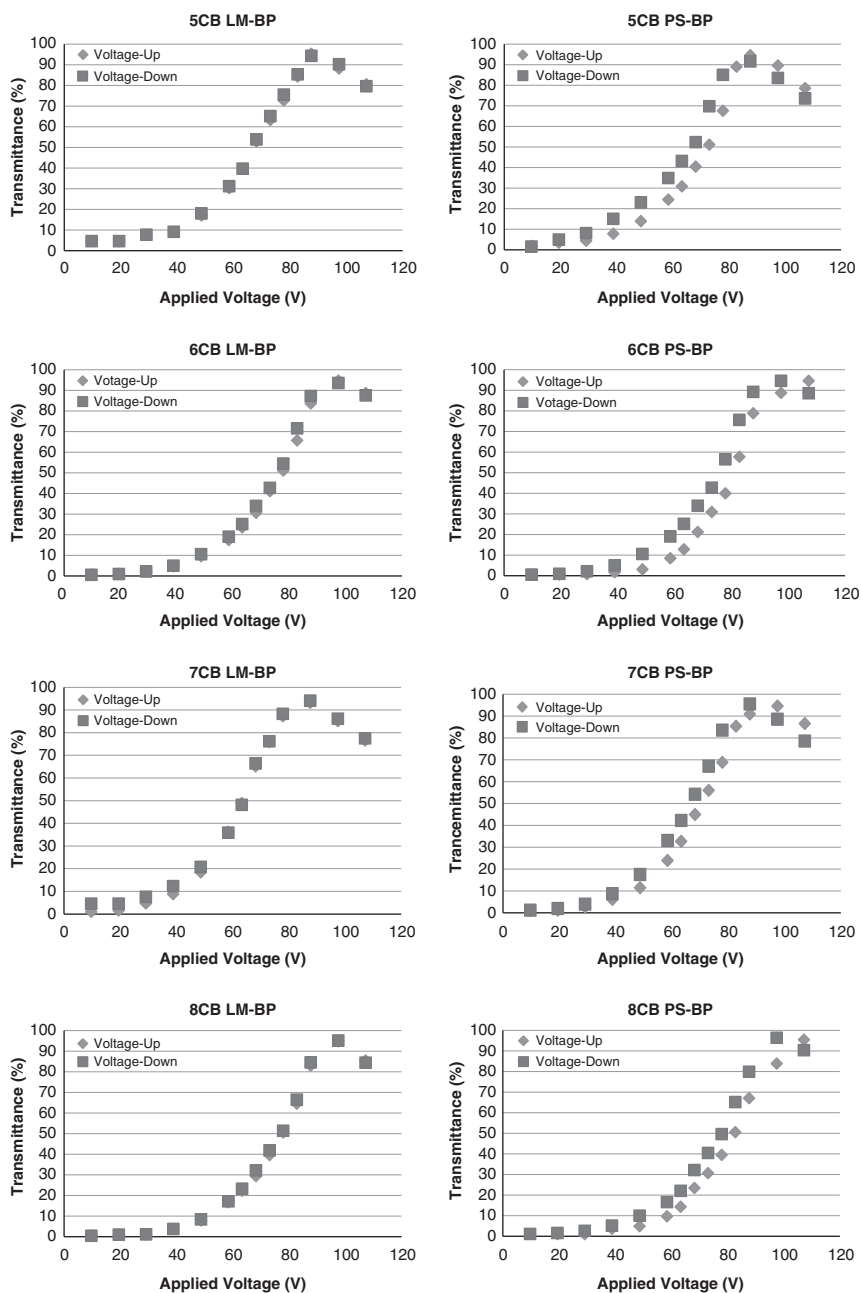 5CB LM-BP
Transmittance (%)
100
90
80
70
60
50
40
30
20
10
0
Voltage-Up
Voltage-Down
0 20 40 60 80 100 120
Applied Voltage (V)
5CB PS-BP
Transmittance (%)
100
90
80
70
60
50
40
30
20
10
0
Voltage-Up
Voltage-Down
0 20 40 60 80 100 120
Applied Voltage (V)
6CB LM-BP
Transmittance (%)
100
90
80
70
60
50
40
30
20
10
0
Votage-Up
Voltage-Down
0 20 40 60 80 100 120
Applied Voltage (V)
6CB PS-BP
Transmittance (%)
100
90
80
70
60
50
40
30
20
10
0
Voltage-Up
Votage-Down
0 20 40 60 80 100 120
Applied Voltage (V)
7CB LM-BP
Transmittance (%)
100
90
80
70
60
50
40
30
20
10
0
Voltage-Up
Voltage-Down
0 20 40 60 80 100 120
Applied Voltage (V)
7CB PS-BP
Trancemittance (%)
100
90
80
70
60
50
40
30
20
10
0
Voltage-Up
Voltage-Down
0 20 40 60 80 100 120
Applied Voltage (V)
8CB LM-BP
Transmittance (%)
100
90
80
70
60
50
40
30
20
10
0
Voltage-Up
Voltage-Down
0 20 40 60 80 100 120
Applied Voltage (V)
8CB PS-BP
Transmittance (%)
100
90
80
70
60
50
40
30
20
10
0
Voltage-Up
Voltage-Down
0 20 40 60 80 100 120
Applied Voltage (V)